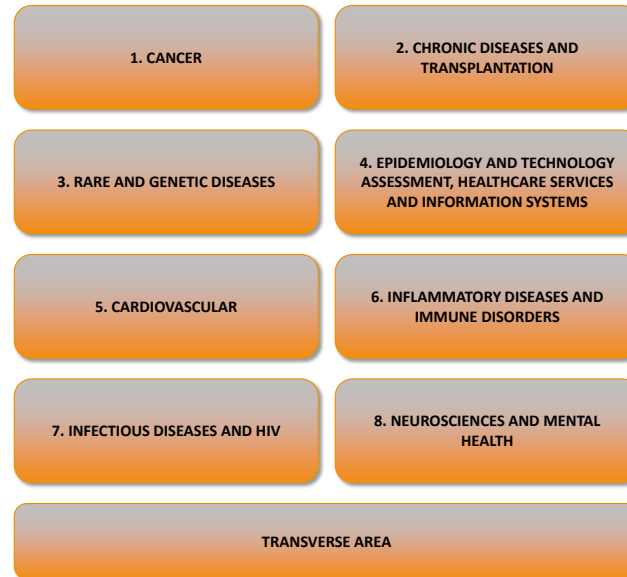 1. CANCER
2. CHRONIC DISEASES AND
TRANSPLANTATION
3. RARE AND GENETIC DISEASES
4. EPIDEMIOLOGY AND TECHNOLOGY
ASSESSMENT, HEALTHCARE SERVICES
AND INFORMATION SYSTEMS
5. CARDIOVASCULAR
6. INFLAMMATORY DISEASES AND
IMMUNE DISORDERS
7. INFECTIOUS DISEASES AND HIV
8. NEUROSCIENCES AND MENTAL
HEALTH
TRANSVERSE AREA